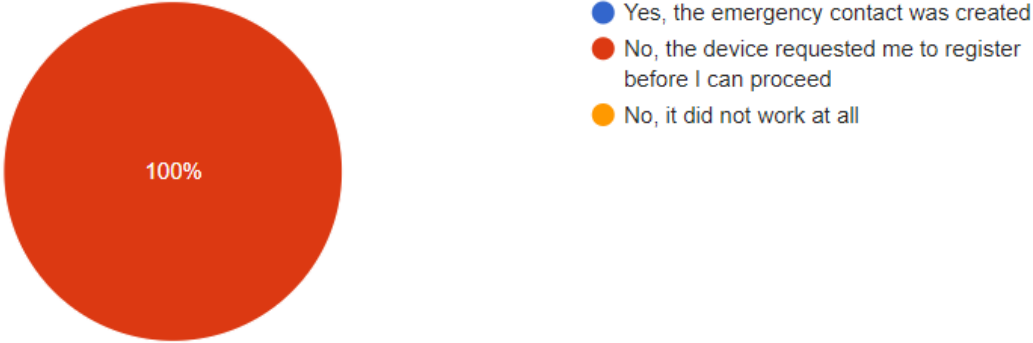 Yes, the emergency contact was created
No, the device requested me to register
before I can proceed
No, it did not work at all
100%